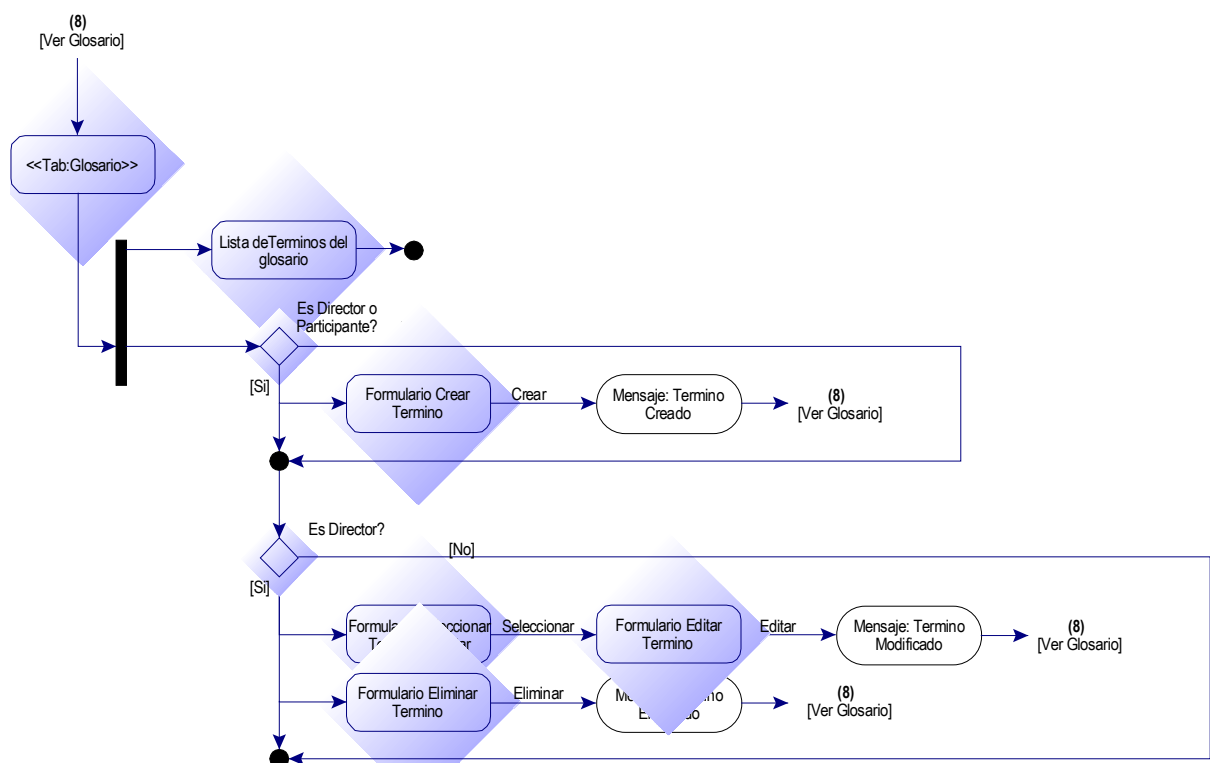 (8)
[Ver Glosario]
<<Tab:Glosario>>
Lista deTerminos del
glosario
Es Director o
Participante?
[Si]
Formulario Crear
Termino
Crear
Mensaje: Termino
Creado
(8)
[Ver Glosario]
Es Director?
[No]
[Si]
Seleccionar
Formulario Editar
Termino
Editar
Mensaje: Termino
Modificado
(8)
[Ver Glosario]
Formulario Eliminar
Termino
Eliminar
(8)
[Ver Glosario]